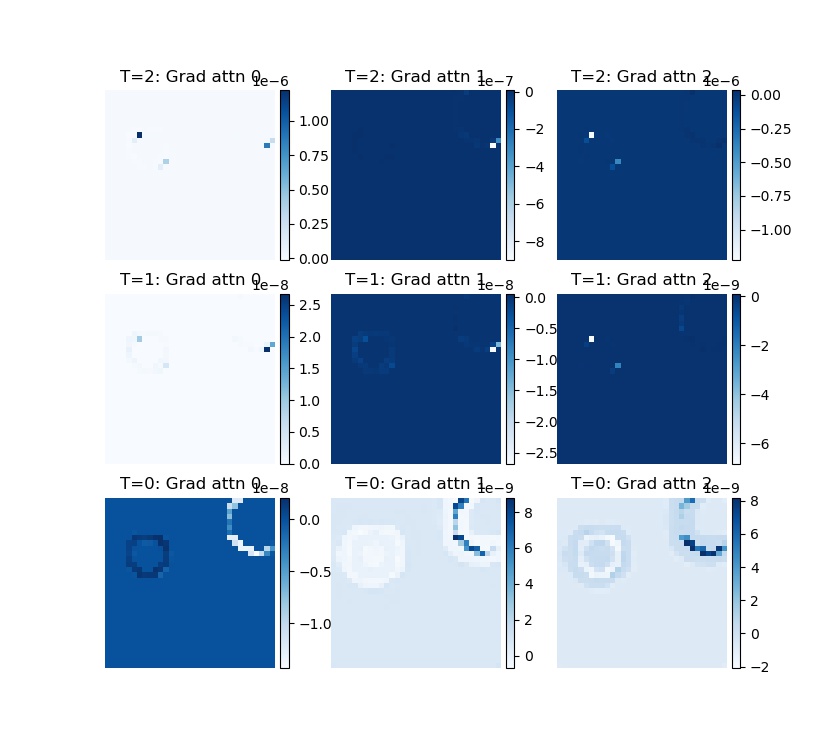 T=2: Grad attn 0
1e−6
T=2: Grad attn 1
1e−7
T=2: Grad attn 2
1e−6
1.00
0.75
0.50
0.25
0.00
0
−2
−4
−6
−8
0.00
−0.25
−0.50
−0.75
−1.00
T=1: Grad attn 0
1e−8
T=1: Grad attn 1
1e−8
T=1: Grad attn 2
1e−9
2.5
2.0
1.5
1.0
0.5
0.0
0.0
−0.5
−1.0
−1.5
−2.0
−2.5
0
−2
−4
−6
T=0: Grad attn 0
1e−8
T=0: Grad attn 1
1e−9
T=0: Grad attn 2
1e−9
0.0
−0.5
−1.0
8
6
4
2
0
8
6
4
2
0
−2